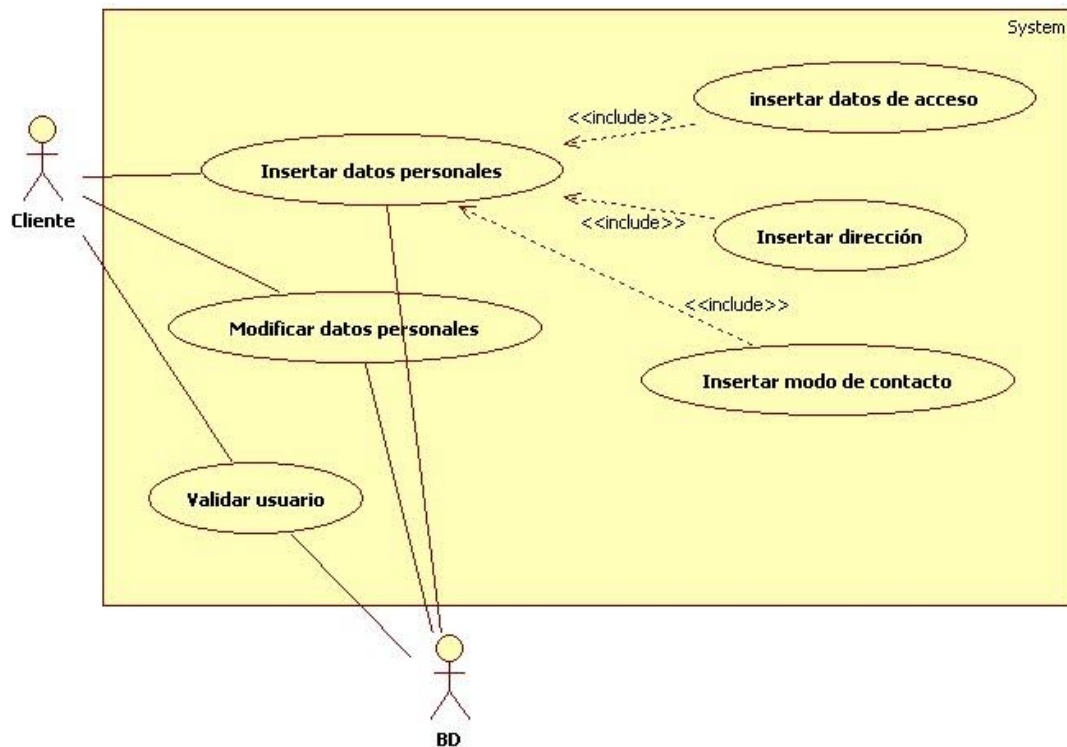 System
insertar datos de acceso
<<include>>
Insertar datos personales
Cliente
<<include>>
Insertar dirección
<<include>>
Modificar datos personales
Insertar modo de contacto
Validar usuario
BD